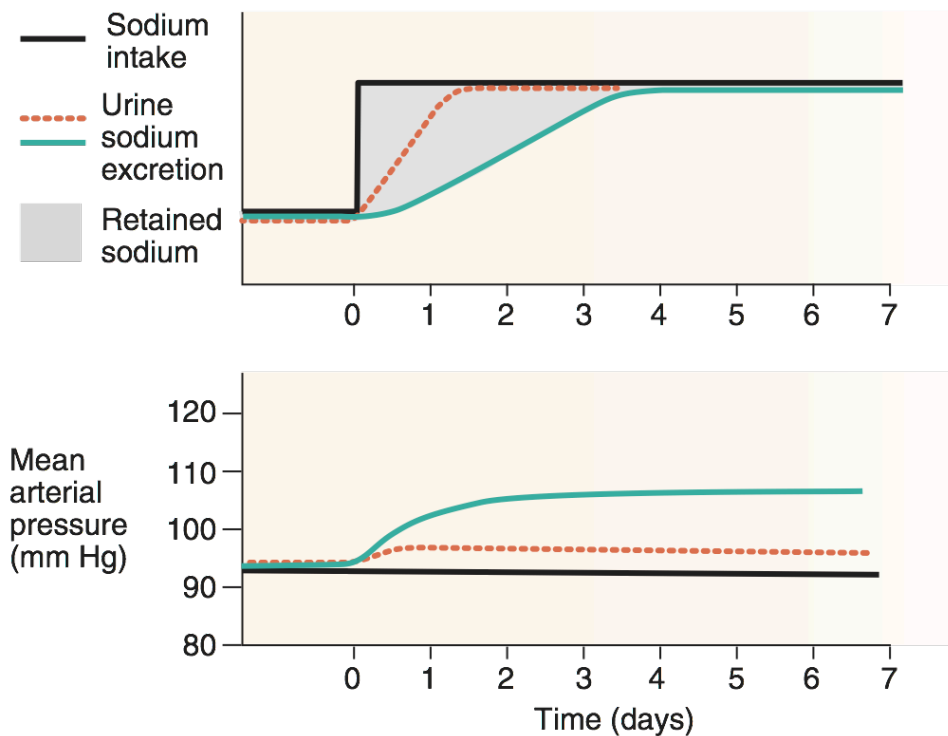 Sodium
intake
Urine
sodium
excretion
Retained
sodium
0 1 2 3 4 5 6 7
120
110
100
90
80
Mean
arterial
pressure
(mm Hg)
0 1 2 3 4 5 6 7
Time (days)